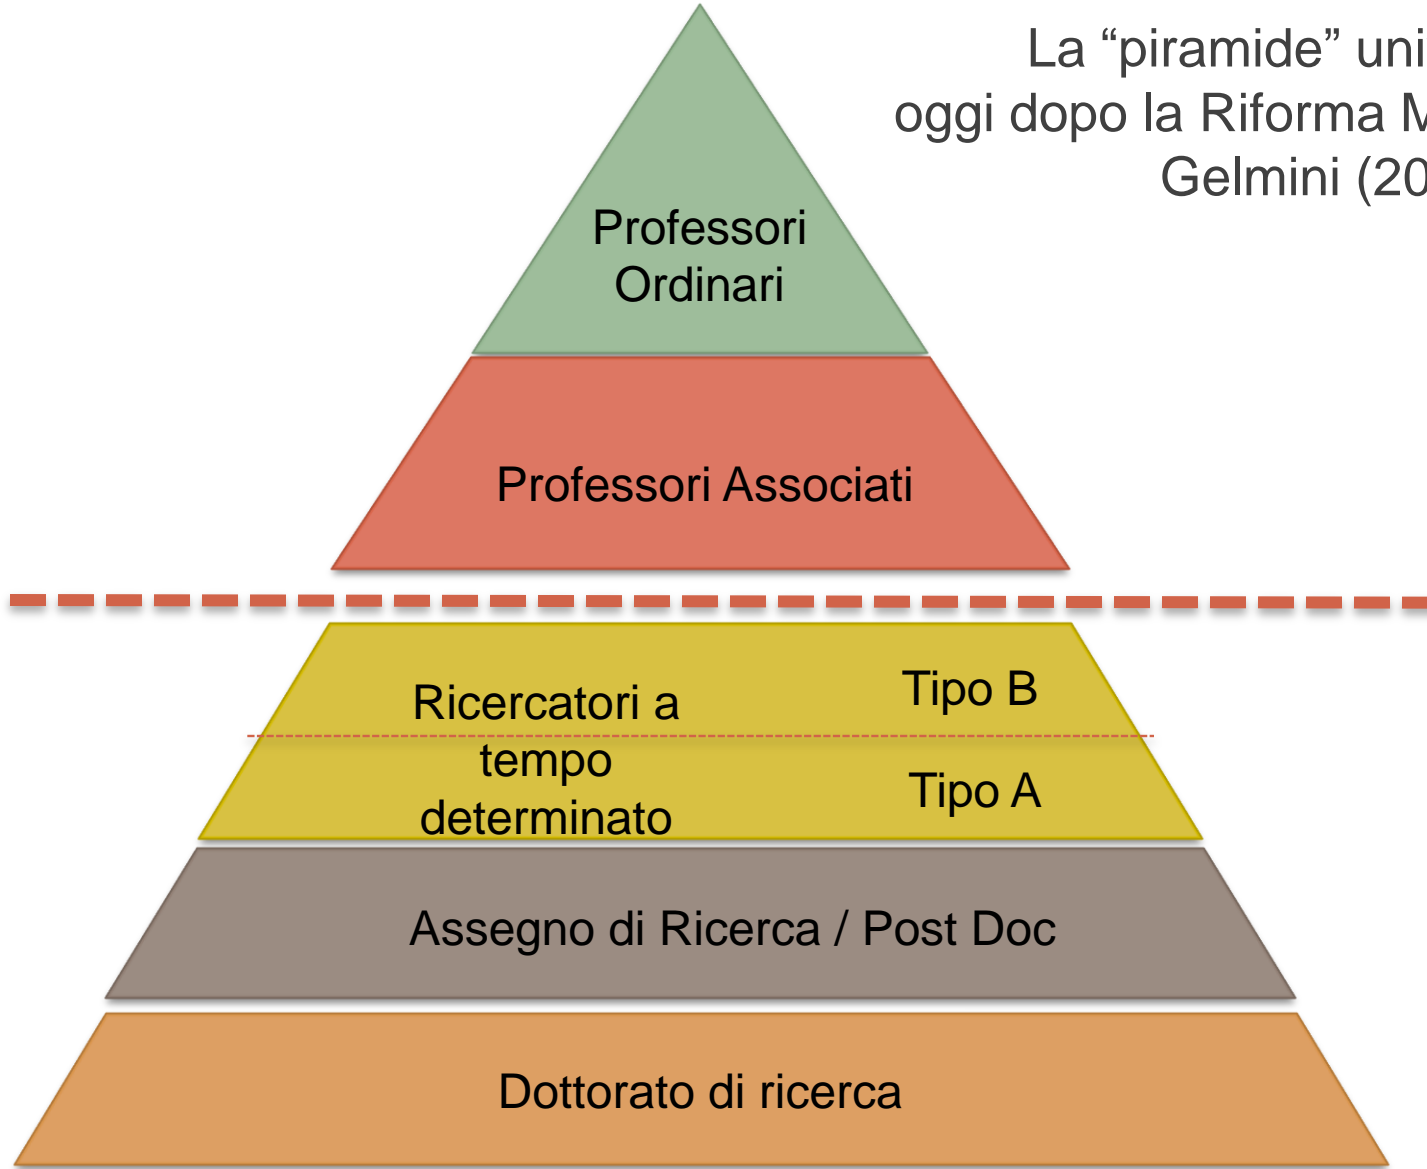 La “piramide” uni
oggi dopo la Riforma M
Gelmini (20
Professori
Ordinari
Professori Associati
Ricercatori a
tempo
determinato
Tipo B
Tipo A
Assegno di Ricerca / Post Doc
Dottorato di ricerca